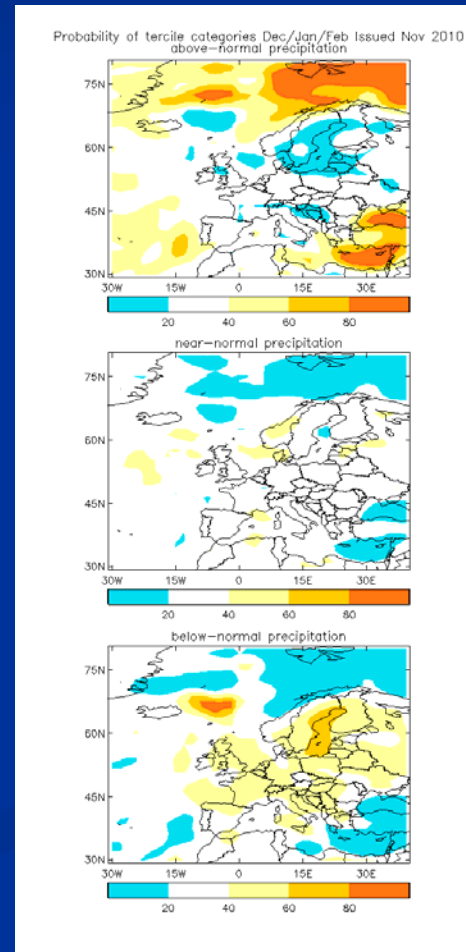 Probability of tercile categories Dec/Jan/Feb Issued Nov 2010
above-normal precipitation
75N
60N
45N
30N
30W 15W 0 15E 30E
20 40 60 80
near-normal precipitation
75N
60N
45N
30N
30W 15W 0 15E 30E
20 40 60 80
below-normal precipitation
75N
60N
45N
30N
30W 15W 0 15E 30E
20 40 60 80